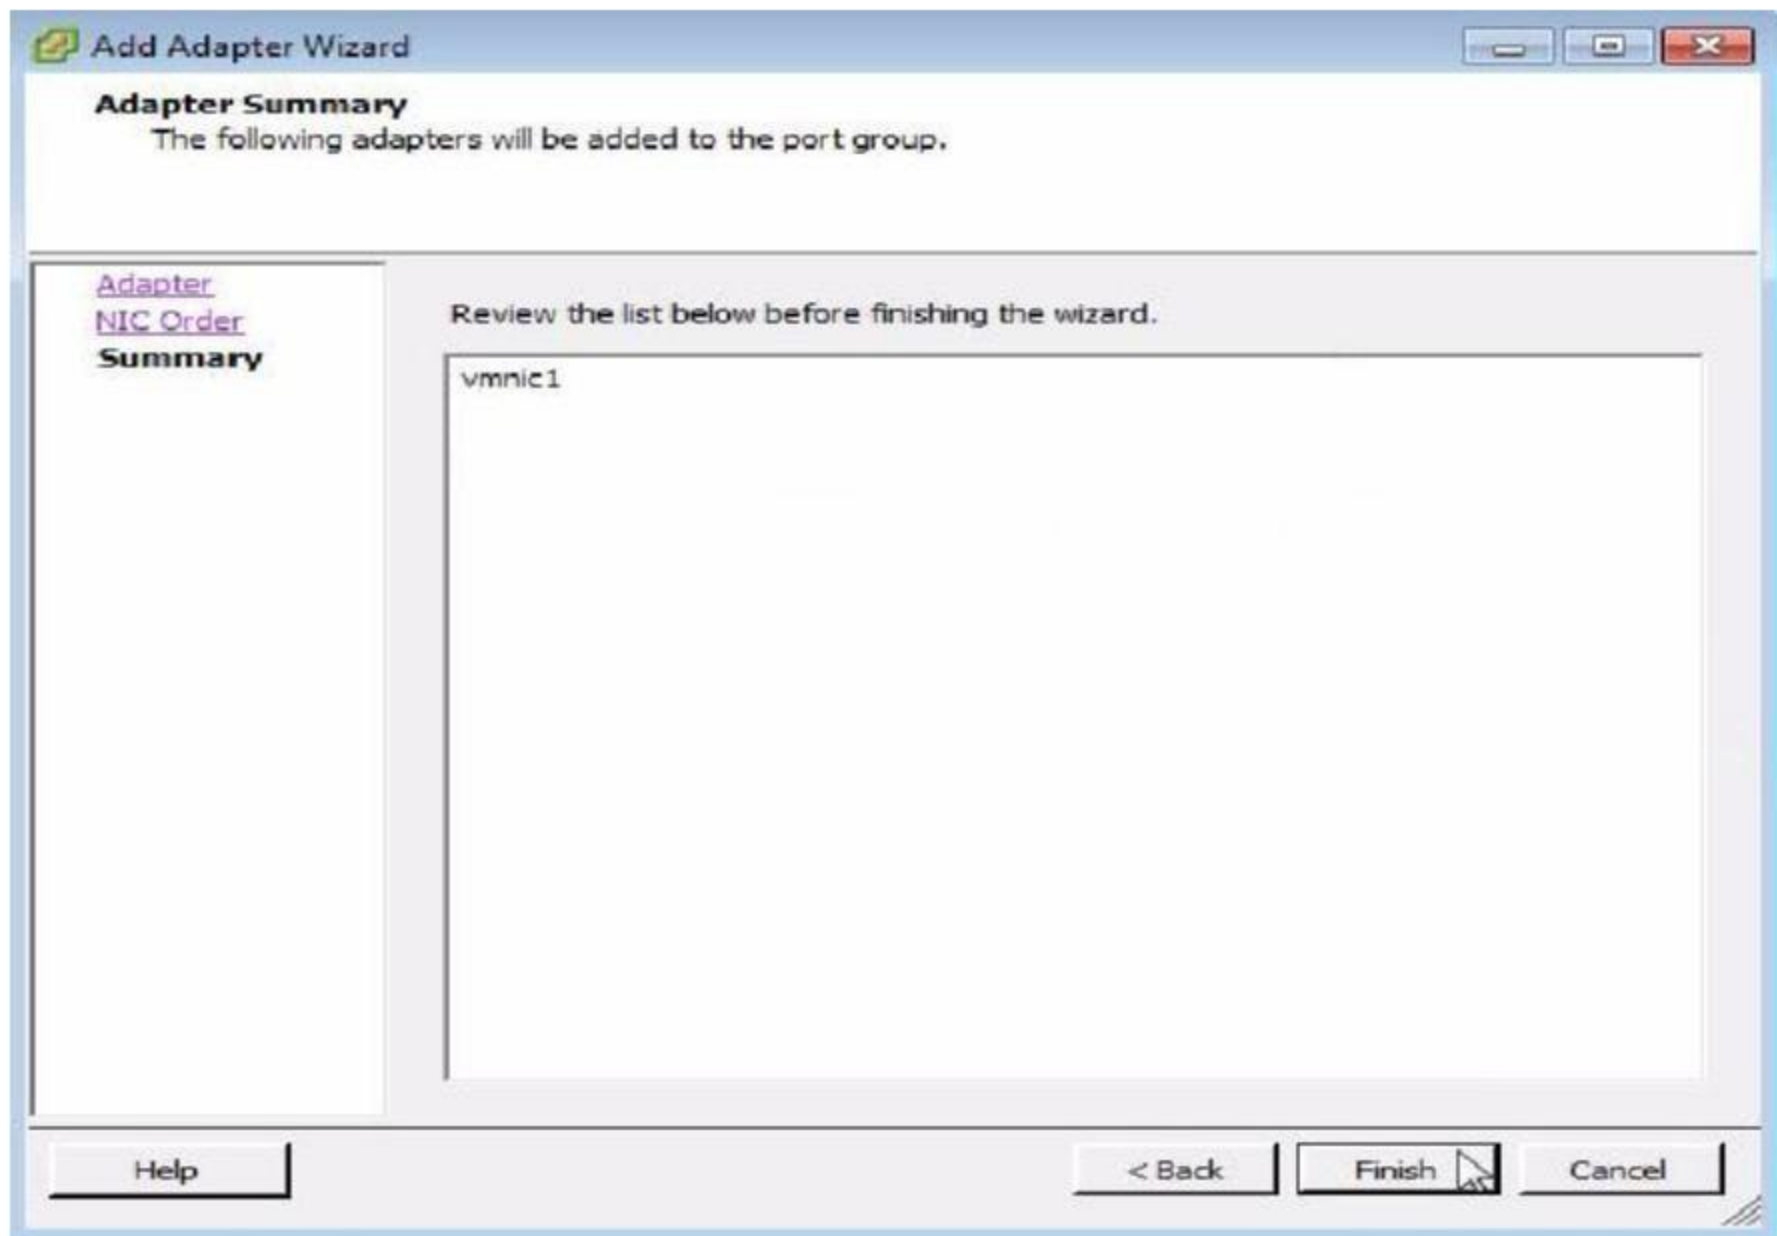 Add Adapter Wizard
Adapter Summary
The following adapters will be added to the port group.
Adapter
NIC Order
Summary
Review the list below before finishing the wizard.
vmnic1
Help
< Back
Finish
Cancel